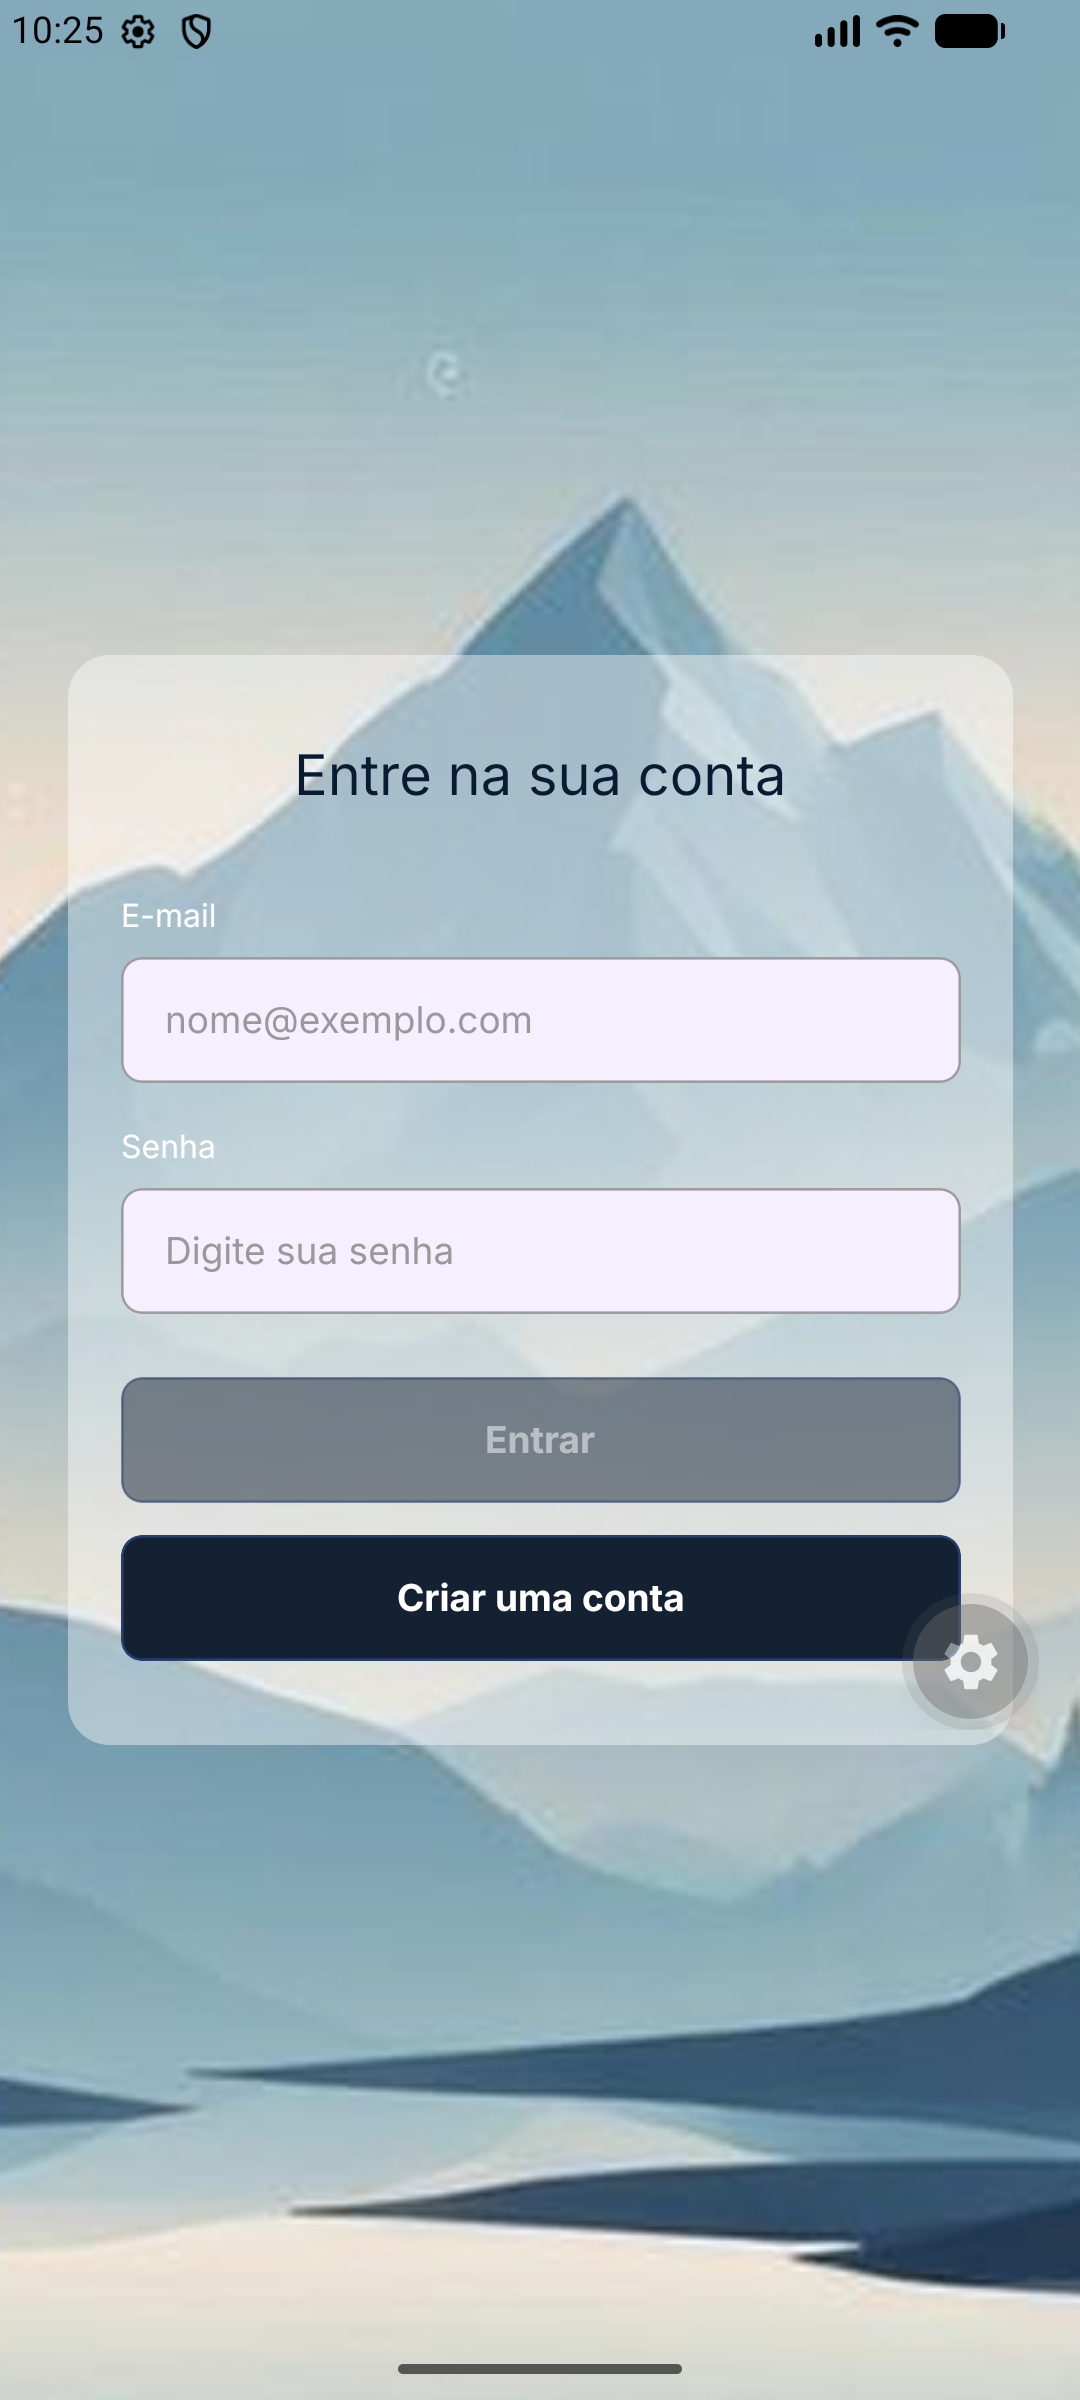 10:25
Entre na sua conta
E-mail
nome@exemplo.com
Senha
Digite sua senha
Entrar
Criar uma conta